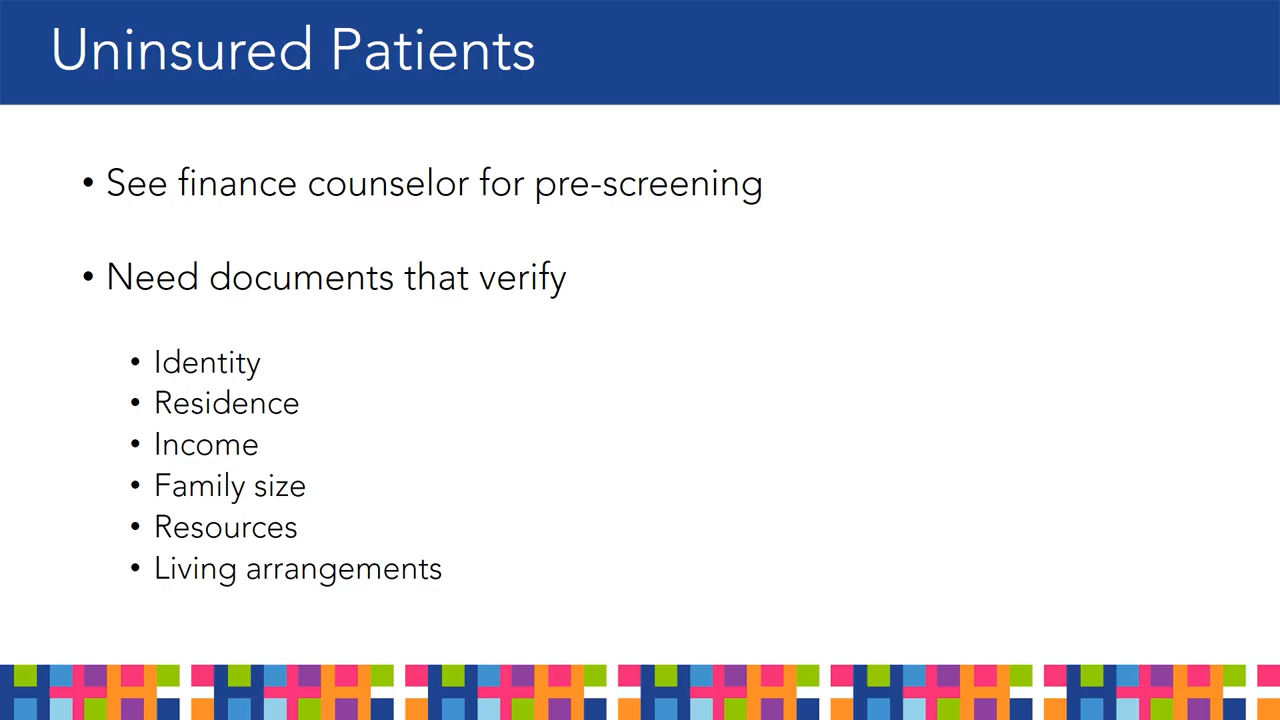 Uninsured Patients
• See finance counselor for pre-screening
• Need documents that verify
• Identity
• Residence
• Income
• Family size
• Resources
• Living arrangements